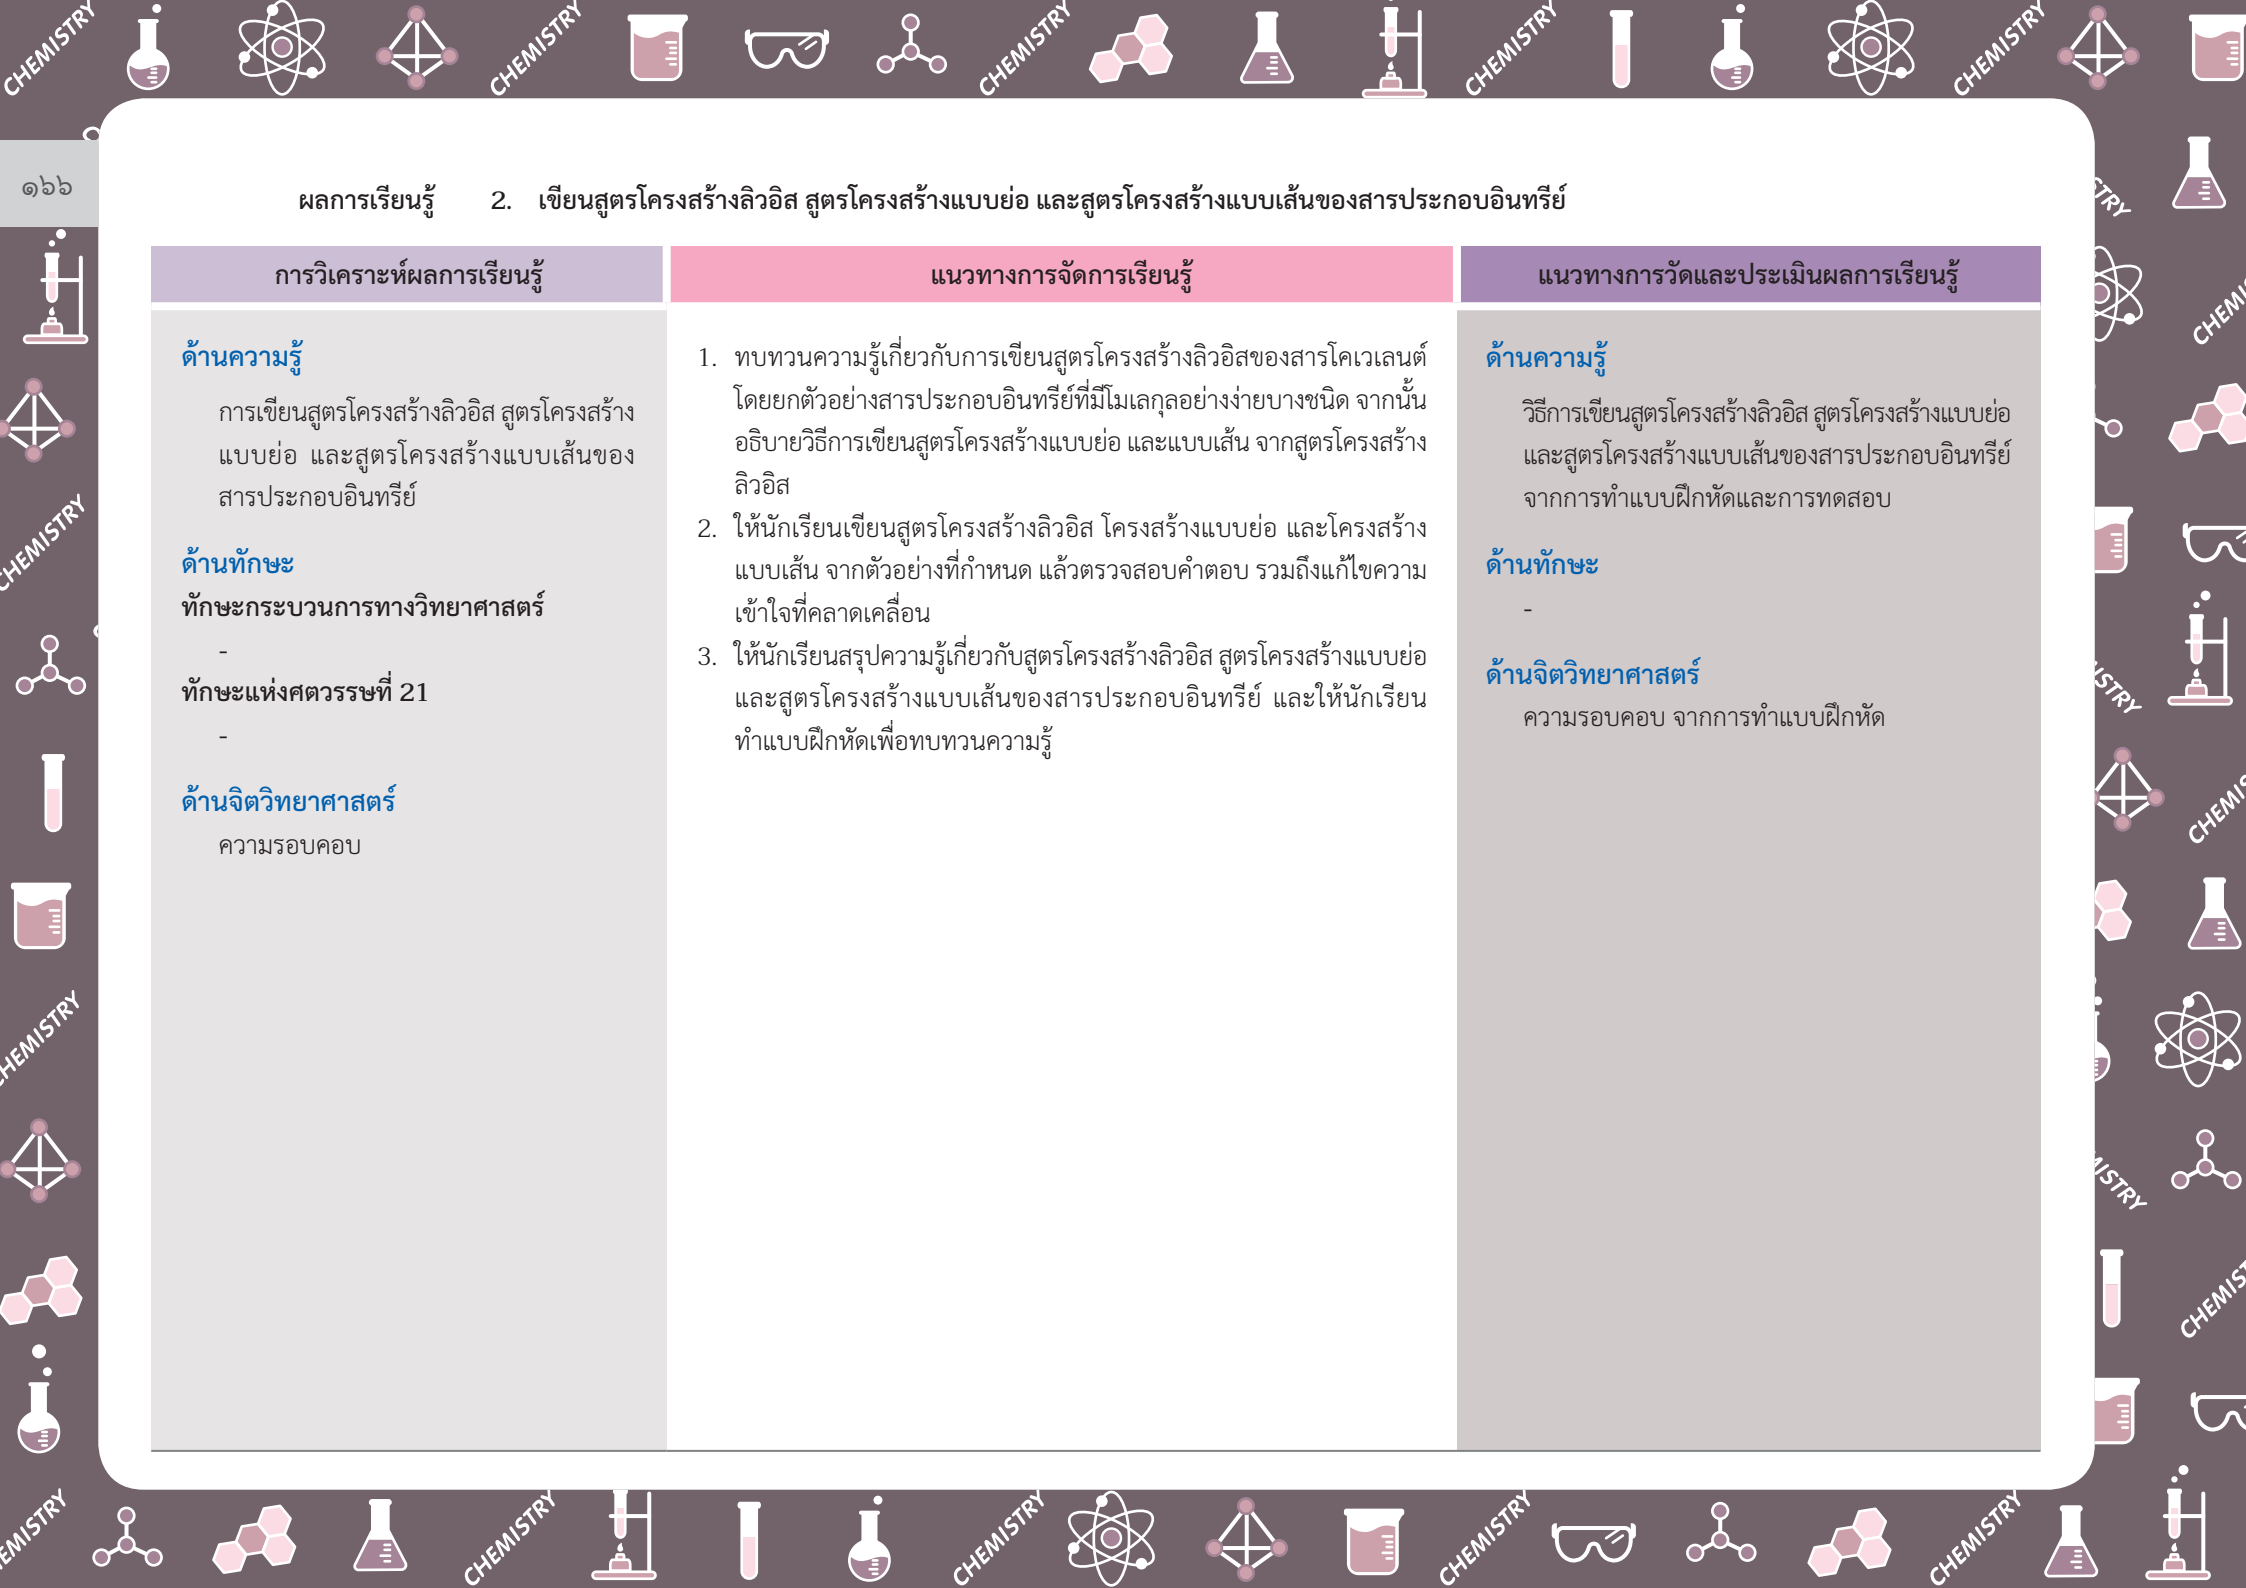 CHEMISTRY CHEMISTRY CHEMISTRY CHEMISTRY CHEMISTRY
๑๖๖
ผลการเรียนรู้ 2. เขียนสูตรโครงสร้างลิวอิส สูตรโครงสร้างแบบย่อ และสูตรโครงสร้างแบบเส้นของสารประกอบอินทรีย์
การวิเคราะห์ผลการเรียนรู้
ด้านความรู้
การเขียนสูตรโครงสร้างลิวอิส สูตรโครงสร้าง
แบบย่อ และสูตรโครงสร้างแบบเส้นของ
สารประกอบอินทรีย์
ด้านทักษะ
ทักษะกระบวนการทางวิทยาศาสตร์
-
ทักษะแห่งศตวรรษที่ 21
-
ด้านจิตวิทยาศาสตร์
ความรอบคอบ
แนวทางการจัดการเรียนรู้
1. ทบทวนความรู้เกี่ยวกับการเขียนสูตรโครงสร้างลิวอิสของสารโคเวเลนต์
โดยยกตัวอย่างสารประกอบอินทรีย์ที่มีโมเลกุลอย่างง่ายบางชนิด จากนั้น
อธิบายวิธีการเขียนสูตรโครงสร้างแบบย่อ และแบบเส้น จากสูตรโครงสร้าง
ลิวอิส
2. ให้นักเรียนเขียนสูตรโครงสร้างลิวอิส โครงสร้างแบบย่อ และโครงสร้าง
แบบเส้น จากตัวอย่างที่กำหนด แล้วตรวจสอบคำตอบ รวมถึงแก้ไขความ
เข้าใจที่คลาดเคลื่อน
3. ให้นักเรียนสรุปความรู้เกี่ยวกับสูตรโครงสร้างลิวอิส สูตรโครงสร้างแบบย่อ
และสูตรโครงสร้างแบบเส้นของสารประกอบอินทรีย์ และให้นักเรียน
ทำแบบฝึกหัดเพื่อทบทวนความรู้
แนวทางการวัดและประเมินผลการเรียนรู้
ด้านความรู้
วิธีการเขียนสูตรโครงสร้างลิวอิส สูตรโครงสร้างแบบย่อ
และสูตรโครงสร้างแบบเส้นของสารประกอบอินทรีย์
จากการทำแบบฝึกหัดและการทดสอบ
ด้านทักษะ
-
ด้านจิตวิทยาศาสตร์
ความรอบคอบ จากการทำแบบฝึกหัด
CHEMISTRY CHEMISTRY CHEMISTRY CHEMISTRY